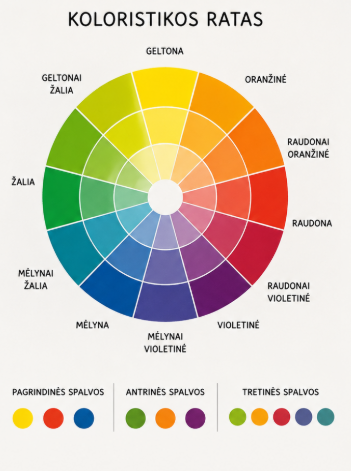 KOLORISTIKOS RATAS
GELTONA
GELTONAI
ŽALIA
ORANŽINĖ
RAUDONAI
ORANŽINĖ
ŽALIA
RAUDONA
MĖLYNAI
ŽALIA
RAUDONAI
VIOLETINĖ
MĖLYNA
VIOLETINĖ
MĖLYNAI
VIOLETINĖ
PAGRINDINĖS SPALVOS
ANTRINĖS SPALVOS
TRETINĖS SPALVOS